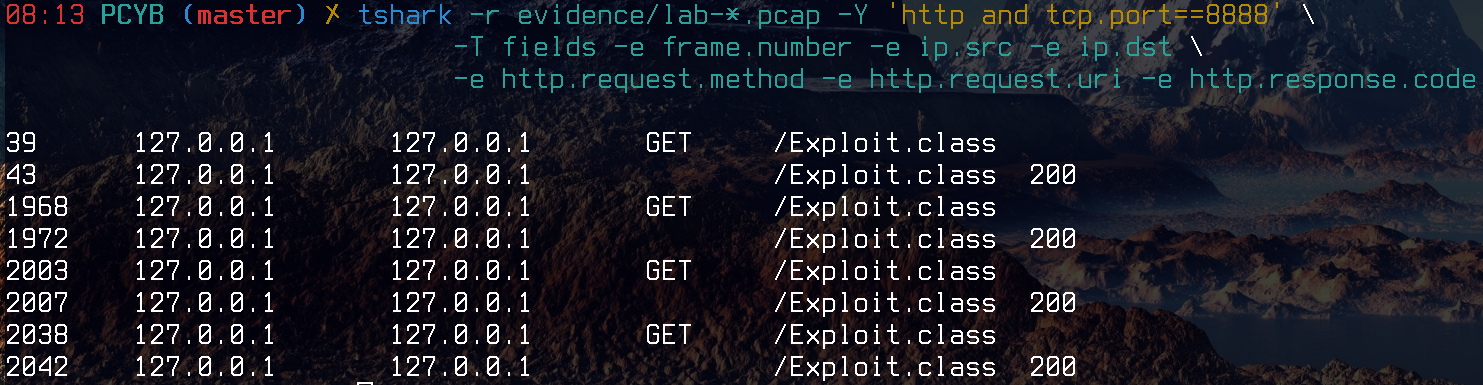 08:13 PCYB (master) ✗ tshark -r evidence/lab-*.pcap -Y 'http and tcp.port==8888' \
-T fields -e frame.number -e ip.src -e ip.dst \
-e http.request.method -e http.request.uri -e http.response.code
39 127.0.0.1 127.0.0.1 GET /Exploit.class
43 127.0.0.1 127.0.0.1 /Exploit.class 200
1968 127.0.0.1 127.0.0.1 GET /Exploit.class
1972 127.0.0.1 127.0.0.1 /Exploit.class 200
2003 127.0.0.1 127.0.0.1 GET /Exploit.class
2007 127.0.0.1 127.0.0.1 /Exploit.class 200
2038 127.0.0.1 127.0.0.1 GET /Exploit.class
2042 127.0.0.1 127.0.0.1 /Exploit.class 200